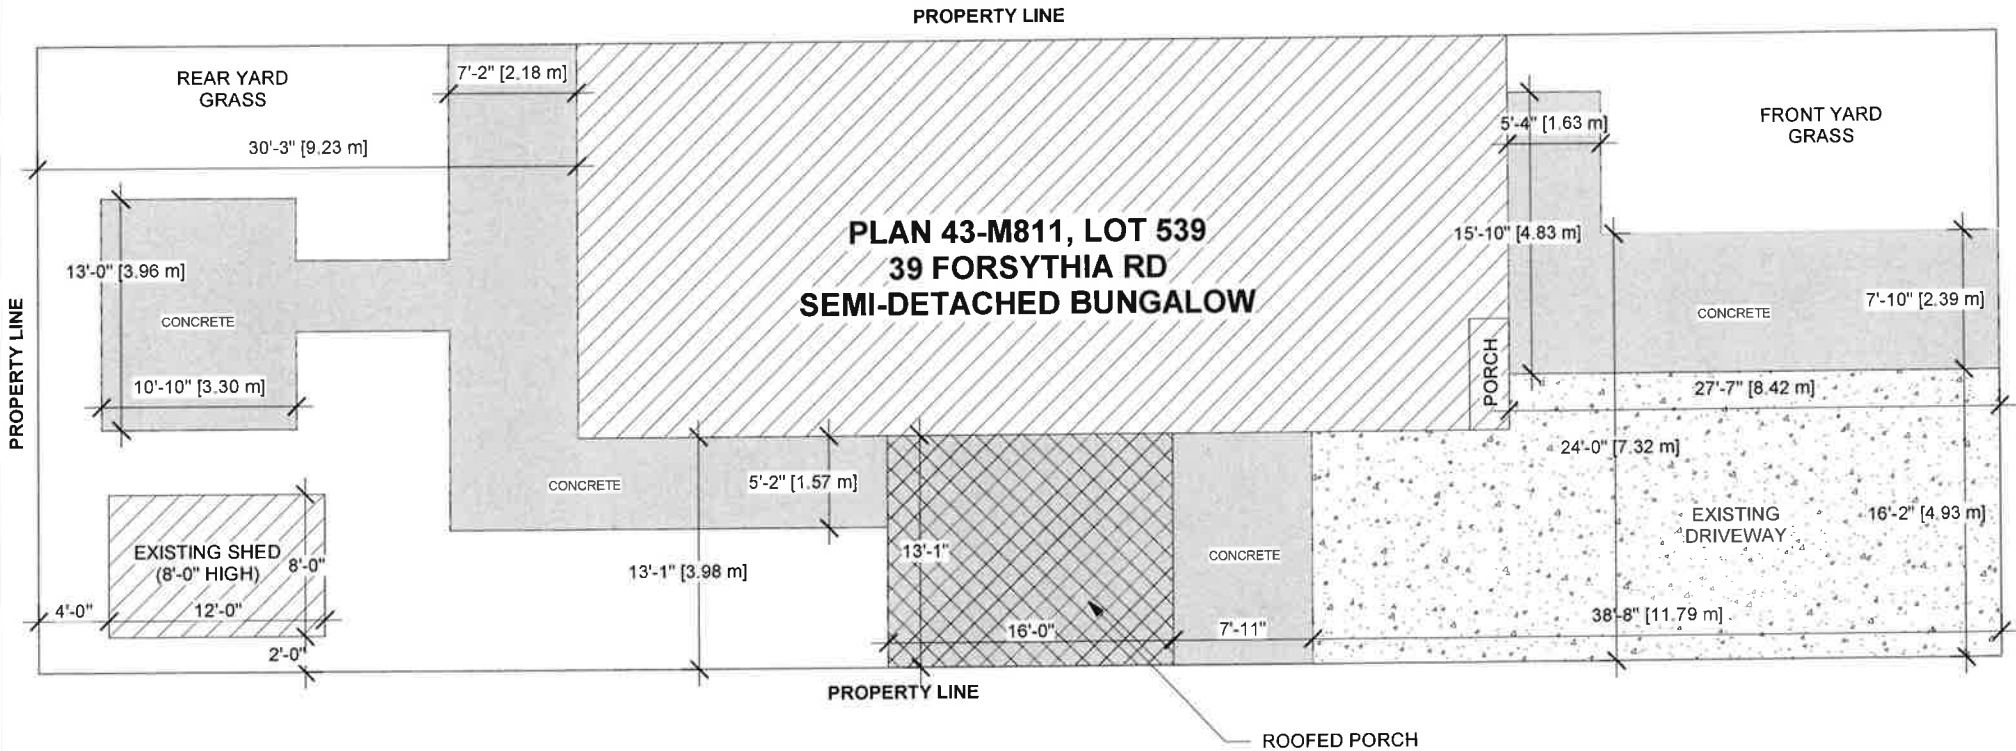 PROPERTY LINE
REAR YARD
GRASS
7'-2" [2.18 m]
30'-3" [9.23 m]
5'-4" [1.63 m]
FRONT YARD
GRASS
PLAN 43-M811, LOT 539
39 FORSYTHIA RD
SEMI-DETACHED BUNGALOW
15'-10" [4.83 m]
13'-0" [3.96 m]
CONCRETE
10'-10" [3.30 m]
PROPERTY LINE
7'-10" [2.39 m]
CONCRETE
PORCH
27'-7" [8.42 m]
24'-0" [7.32 m]
CONCRETE
5'-2" [1.57 m]
EXISTING
DRIVEWAY
16'-2" [4.93 m]
EXISTING SHED
(8'-0" HIGH)
8'-0"
13'-1" [3.98 m]
13'-1"
CONCRETE
4'-0"
12'-0"
16'-0"
7'-11"
38'-8" [11.79 m]
2'-0"
PROPERTY LINE
ROOFED PORCH